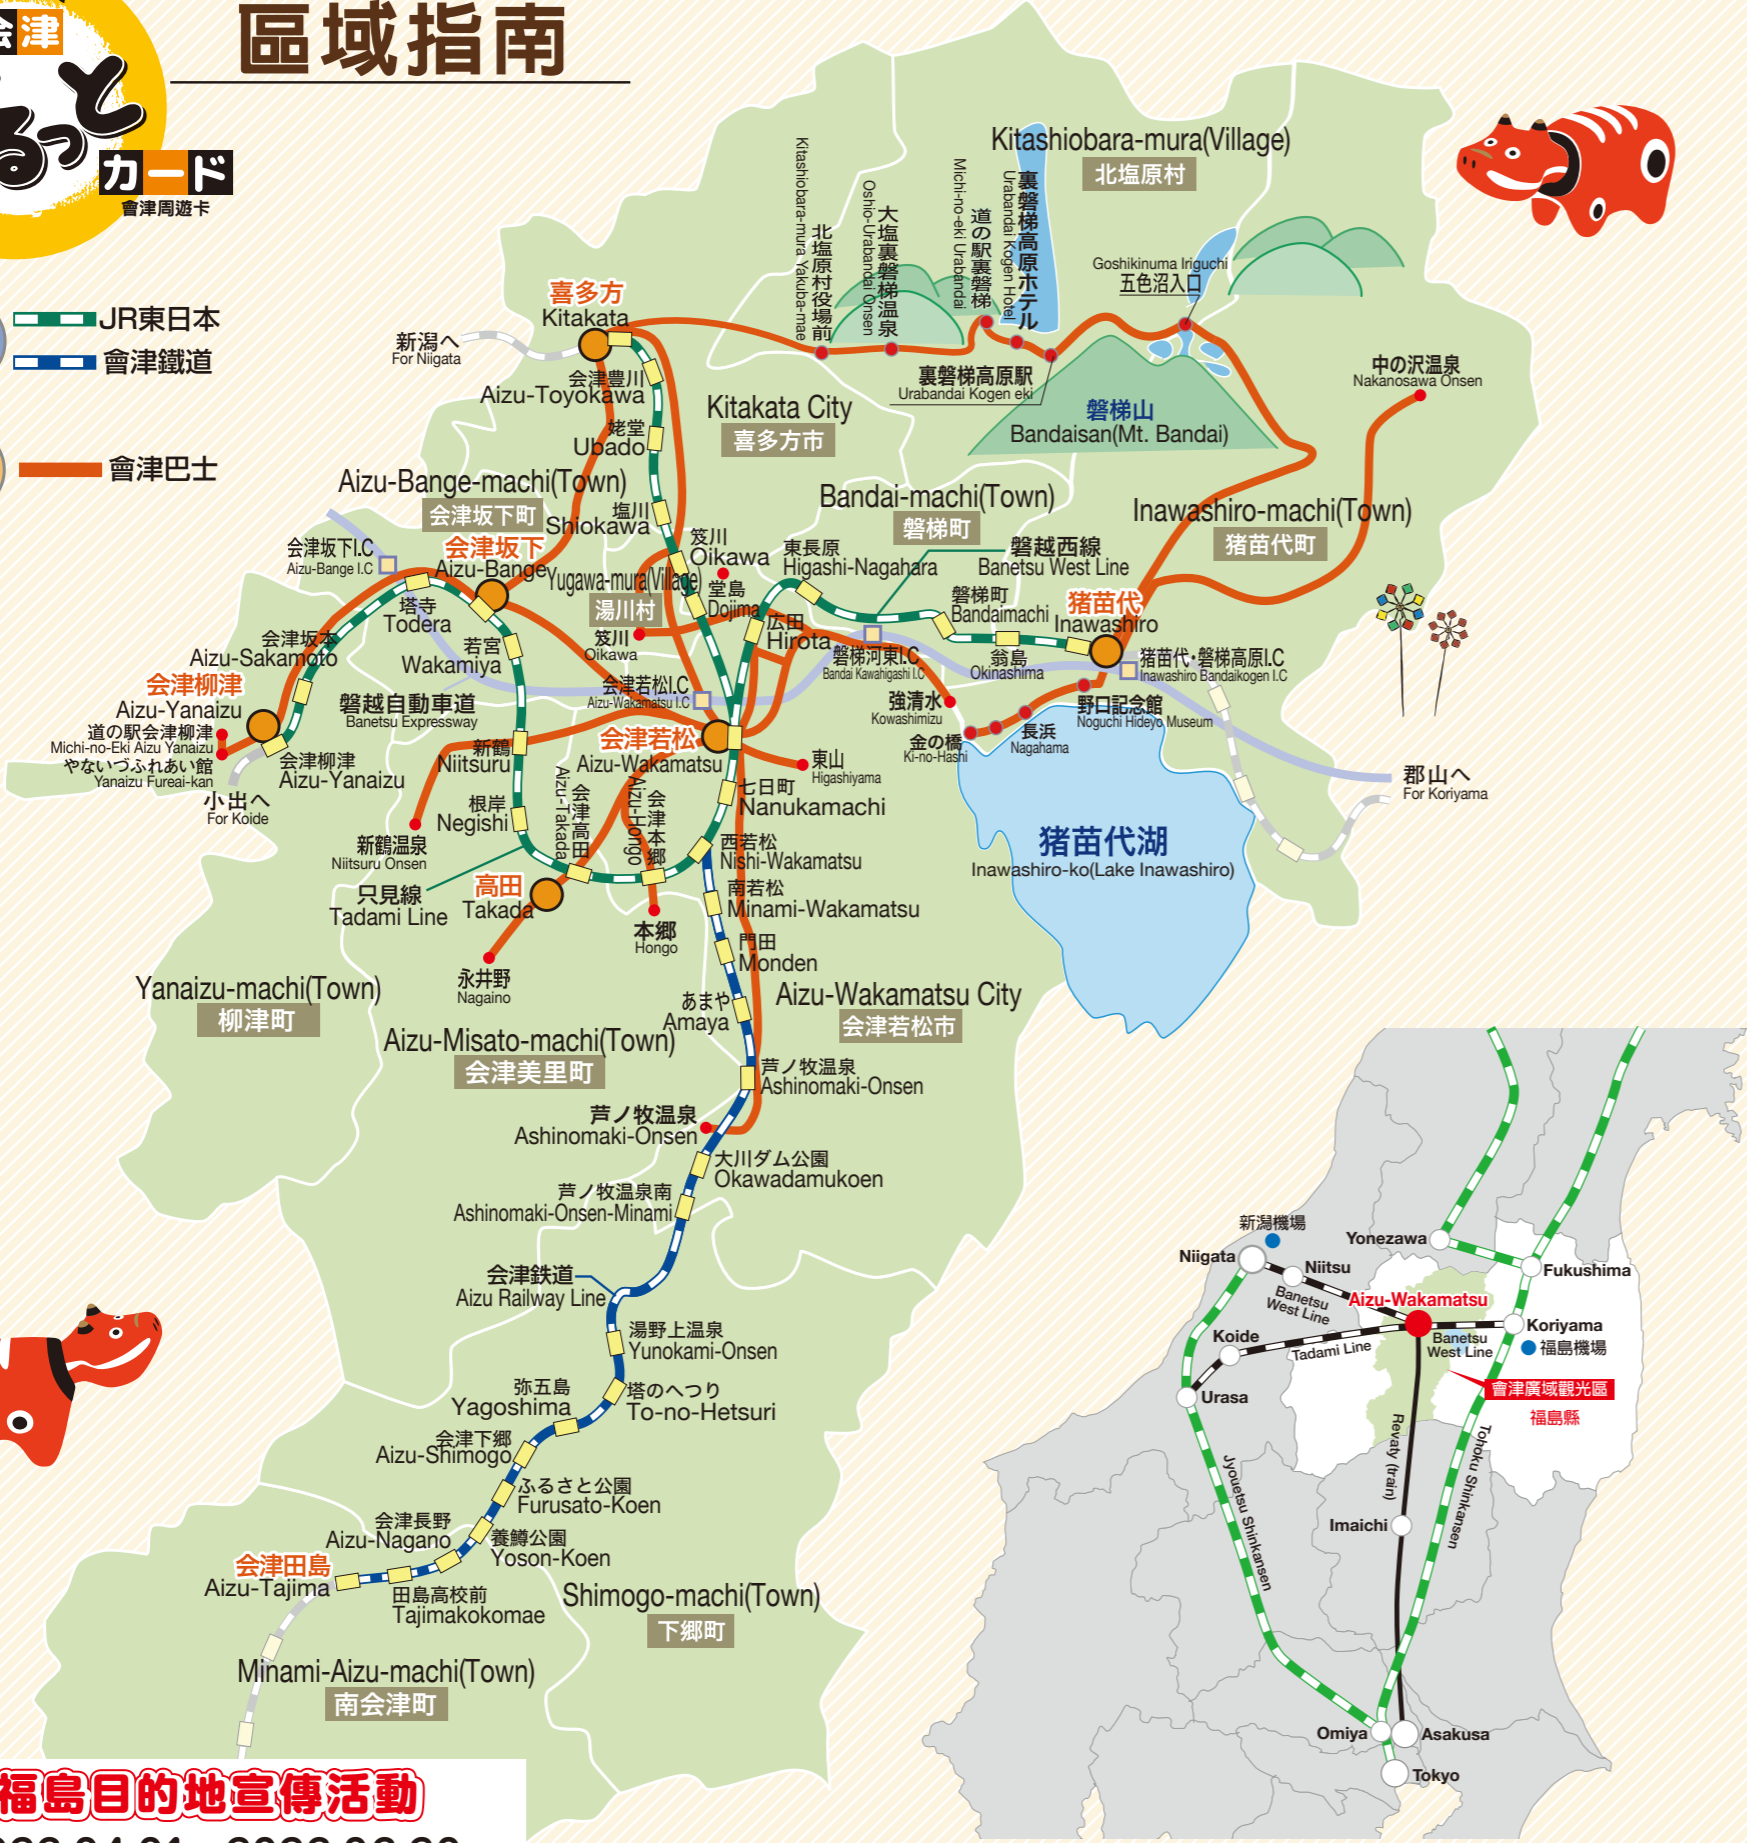 区域指南
会津
るっと
カード
會津周遊卡
JR東日本
會津鐵道
會津巴士
Kitashiobara-mura(Village)
北塩原村
北塩原村役場前
Kitashiobara-mura Yakuba-mae
大塩裏磐梯温泉
Oshio-Urabandai Onsen
道の駅裏磐梯
Michi-no-eki Urabandai
裏磐梯高原ホテル
Urabandai Kogen Hotel
Goshikinuma Iriguchi
五色沼入口
裏磐梯高原駅
Urabandai Kogen eki
中の沢温泉
Nakanosawa Onsen
磐梯山
Bandaisan(Mt. Bandai)
喜多方
Kitakata
新潟へ
For Niigata
会津豊川
Aizu-Toyokawa
姥堂
Ubado
Kitakata City
喜多方市
Aizu-Bange-machi(Town)
会津坂下町
塩川
Shiokawa
Bandai-machi(Town)
磐梯町
Inawashiro-machi(Town)
猪苗代町
会津坂下I.C
Aizu-Bange I.C
会津坂下
Aizu-Bange
笈川
Oikawa
Yugawa-mura(Village)
湯川村
堂島
Dojima
東長原
Higashi-Nagahara
磐越西線
Banetsu West Line
磐梯町
Bandaimachi
猪苗代
Inawashiro
塔寺
Todera
若宮
Wakamiya
笈川
Oikawa
広田
Hirota
磐梯河東I.C
Bandai Kawahigashi I.C
翁島
Okinashima
猪苗代・磐梯高原I.C
Inawashiro Bandaikogen I.C
会津坂本
Aizu-Sakamoto
会津柳津
Aizu-Yanaizu
道の駅会津柳津
Michi-no-Eki Aizu Yanaizu
やないづふれあい館
Yanaizu Fureai-kan
小出へ
For Koide
会津柳津
Aizu-Yanaizu
磐越自動車道
Banetsu Expressway
会津若松I.C
Aizu-Wakamatsu I.C
強清水
Kowashimizu
金の橋
Ki-no-Hashi
長浜
Nagahama
野口記念館
Noguchi Hideyo Museum
会津若松
Aizu-Wakamatsu
東山
Higashiyama
新鶴
Niitsuru
根岸
Negishi
新鶴温泉
Niitsuru Onsen
会津高田
Aizu-Takada
会津本郷
Aizu-Hongo
七日町
Nanukamachi
西若松
Nishi-Wakamatsu
郡山へ
For Koriyama
猪苗代湖
Inawashiro-ko(Lake Inawashiro)
只見線
Tadami Line
高田
Takada
永井野
Nagaino
本郷
Hongo
南若松
Minami-Wakamatsu
門田
Monden
あまや
Amaya
Yanaizu-machi(Town)
柳津町
Aizu-Misato-machi(Town)
会津美里町
Aizu-Wakamatsu City
会津若松市
芦ノ牧温泉
Ashinomaki-Onsen
芦ノ牧温泉
Ashinomaki-Onsen
大川ダム公園
Okawadamukoen
芦ノ牧温泉南
Ashinomaki-Onsen-Minami
会津鉄道
Aizu Railway Line
湯野上温泉
Yunokami-Onsen
弥五島
Yagoshima
塔のへつり
To-no-Hetsuri
会津下郷
Aizu-Shimogo
ふるさと公園
Furusato-Koen
会津長野
Aizu-Nagano
養鱒公園
Yoson-Koen
会津田島
Aizu-Tajima
田島高校前
Tajimakokomae
Shimogo-machi(Town)
下郷町
Minami-Aizu-machi(Town)
南会津町
新潟機場
Niigata
Niitsu
Banetsu
West Line
Yonezawa
Fukushima
Aizu-Wakamatsu
Koriyama
Banetsu
West Line
福島機場
Koide
Tadami Line
Urasa
會津廣域觀光區
福島縣
Revaty (train)
Tohoku Shinkansen
Jyouetsu Shinkansen
Imaichi
Omiya
Asakusa
Tokyo
福島目的地宣傳活動